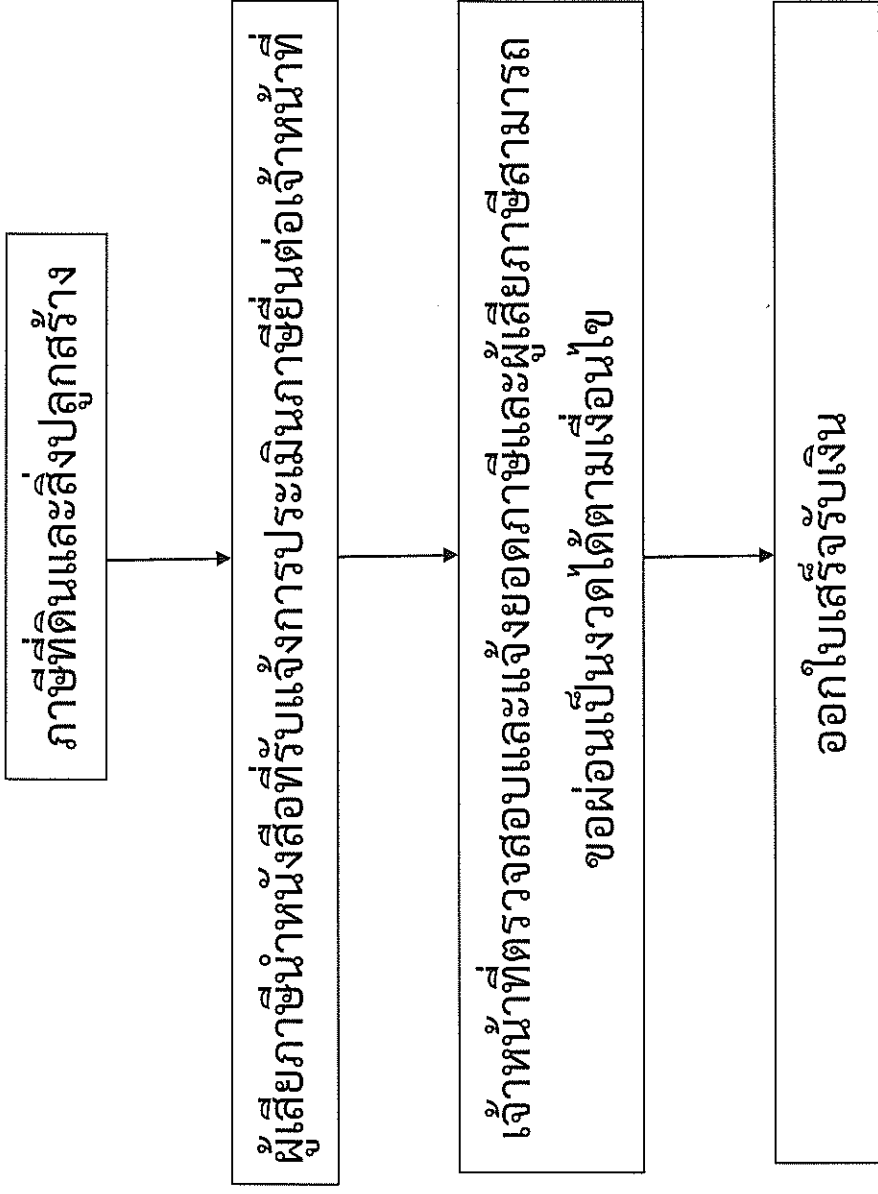 ภาษีที่ดินและสิ่งปลูกสร้าง
ผู้เสียภาษีนำหนังสือที่รับแจ้งการประเมินภาษียื่นต่อเจ้าหน้าที่
เจ้าหน้าที่ตรวจสอบและแจ้งยอดภาษีและผู้เสียภาษีสามารถ
ขอผ่อนเป็นงวดได้ตามเงื่อนไข
ออกใบเสร็จรับเงิน